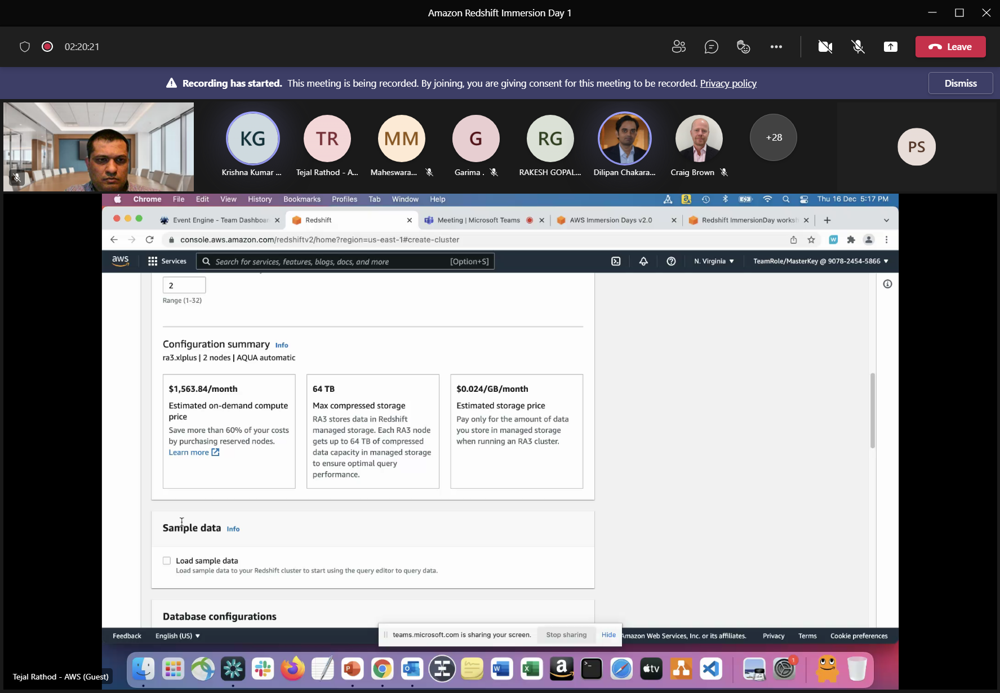 Amazon Redshift Immersion Day 1
02:20:21
Leave
Recording has started. This meeting is being recorded. By joining, you are giving consent for this meeting to be recorded. Privacy policy
Dismiss
KG
TR
MM
G
RG
+28
PS
Krishna Kumar ...
Tejal Rathod - A...
Maheswara...
Garima .
RAKESH GOPAL...
Dilipan Chakara...
Craig Brown
Chrome File Edit View History Bookmarks Profiles Tab Window Help
Thu 16 Dec 5:17 PM
Event Engine - Team Dashboar
Redshift
Meeting | Microsoft Teams
AWS Immersion Days v2.0
Redshift ImmersionDay worksh
console.aws.amazon.com/redshiftv2/home?region=us-east-1#create-cluster
aws
Services
Search for services, features, blogs, docs, and more
[Option+S]
N. Virginia
TeamRole/MasterKey @ 9078-2454-5866
2
Range (1-32)
Configuration summary Info
ra3.xlplus | 2 nodes | AQUA automatic
$1,563.84/month
Estimated on-demand compute
price
Save more than 60% of your costs
by purchasing reserved nodes.
Learn more
64 TB
Max compressed storage
RA3 stores data in Redshift
managed storage. Each RA3 node
gets up to 64 TB of compressed
data capacity in managed storage
to ensure optimal query
performance.
$0.024/GB/month
Estimated storage price
Pay only for the amount of data
you store in managed storage
when running an RA3 cluster.
Sample data Info
Load sample data
Load sample data to your Redshift cluster to start using the query editor to query data.
Database configurations
Feedback
English (US)
teams.microsoft.com is sharing your screen.
Stop sharing
Hide
Amazon Web Services, Inc. or its affiliates.
Privacy
Terms
Cookie preferences
P
W
X
a
tv
1
Tejal Rathod - AWS (Guest)